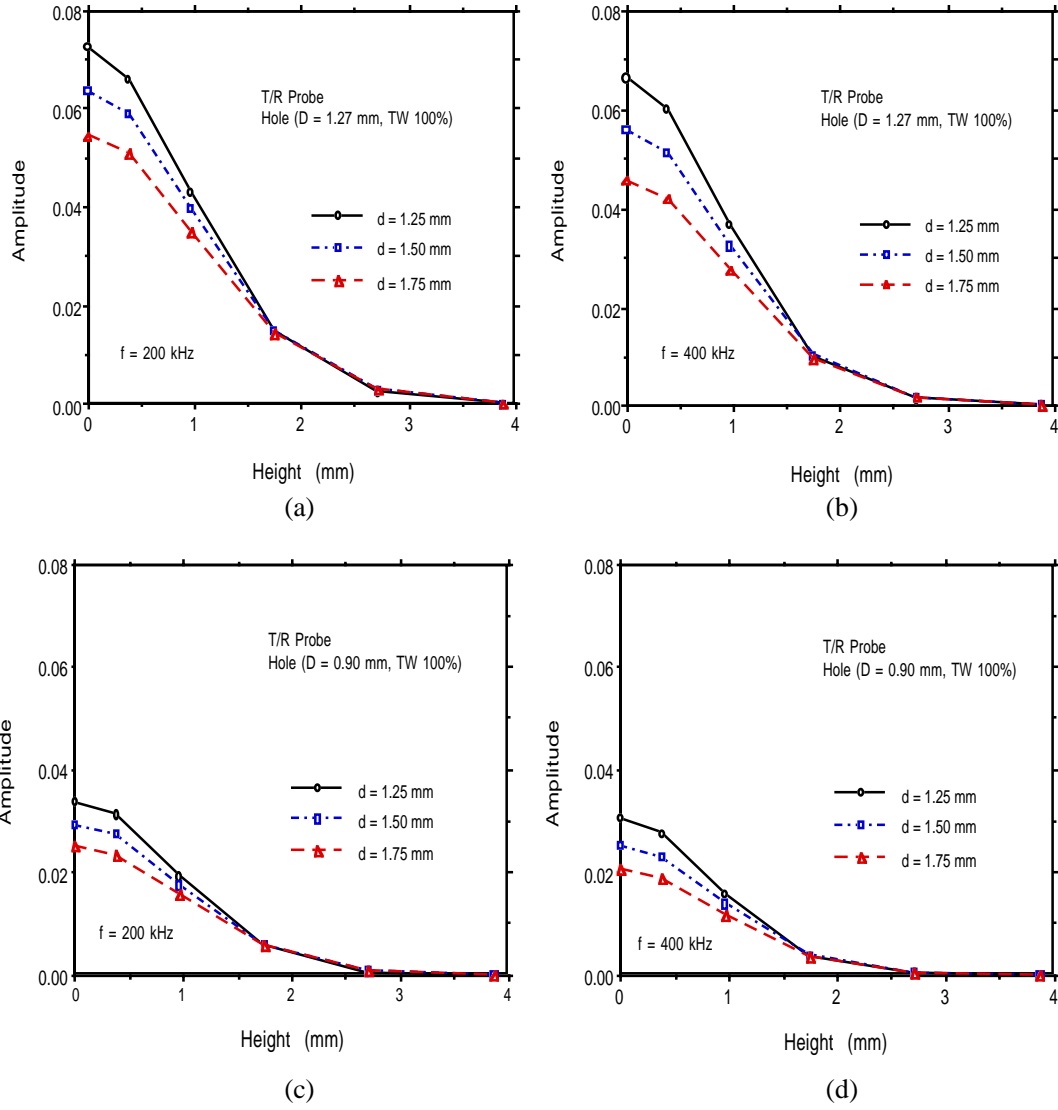 0.08
0.06
0.04
0.02
0.00
Amplitude
T/R Probe
Hole (D = 1.27 mm, TW 100%)
d = 1.25 mm
d = 1.50 mm
d = 1.75 mm
f = 200 kHz
0 1 2 3 4
Height (mm)
(a)
0.08
0.06
0.04
0.02
0.00
Amplitude
T/R Probe
Hole (D = 1.27 mm, TW 100%)
d = 1.25 mm
d = 1.50 mm
d = 1.75 mm
f = 400 kHz
0 1 2 3 4
Height (mm)
(b)
0.08
0.06
0.04
0.02
0.00
Amplitude
T/R Probe
Hole (D = 0.90 mm, TW 100%)
d = 1.25 mm
d = 1.50 mm
d = 1.75 mm
f = 200 kHz
0 1 2 3 4
Height (mm)
(c)
0.08
0.06
0.04
0.02
0.00
Amplitude
T/R Probe
Hole (D = 0.90 mm, TW 100%)
d = 1.25 mm
d = 1.50 mm
d = 1.75 mm
f = 400 kHz
0 1 2 3 4
Height (mm)
(d)